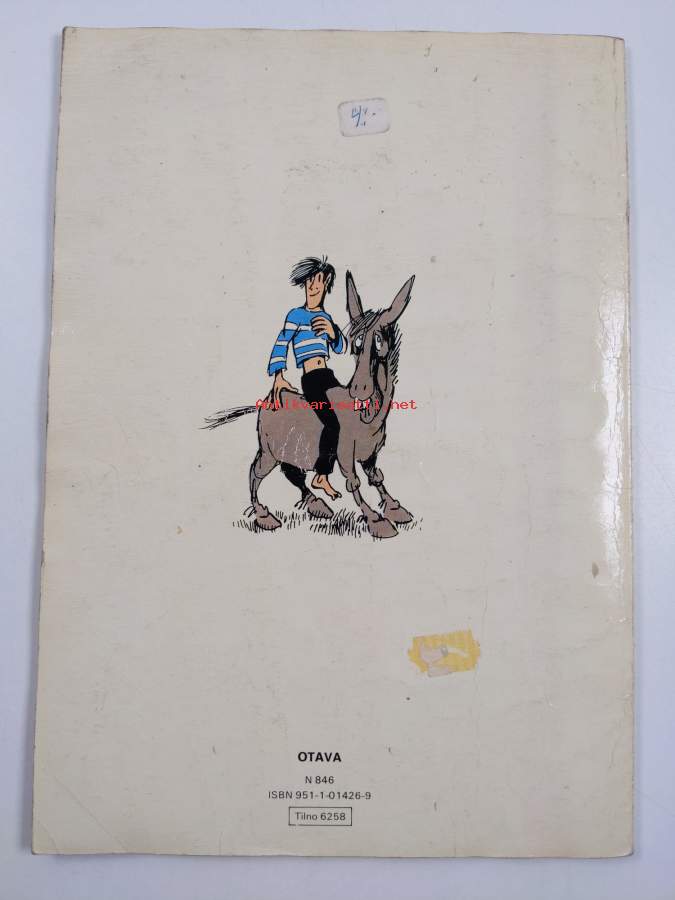 4,-
Antikvariaatti.net
OTAVA
N 846
ISBN 951-1-01426-9
Tilno 6258